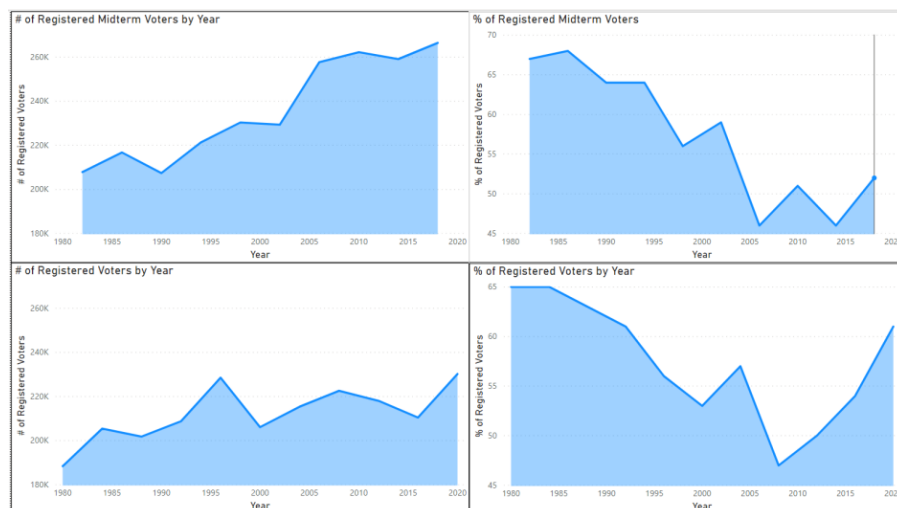 # of Registered Midterm Voters by Year
# of Registered Voters
260K
240K
220K
200K
180K
1980
1985
1990
1995
2000
2005
2010
2015
2020
Year
% of Registered Midterm Voters
% of Registered Voters
70
65
60
55
50
45
1980
1985
1990
1995
2000
2005
2010
2015
Year
# of Registered Voters by Year
# of Registered Voters
260K
240K
220K
200K
180K
1980
1985
1990
1995
2000
2005
2010
2015
2020
Year
% of Registered Voters by Year
% of Registered Voters
65
60
55
50
45
1980
1985
1990
1995
2000
2005
2010
2015
2020
Year